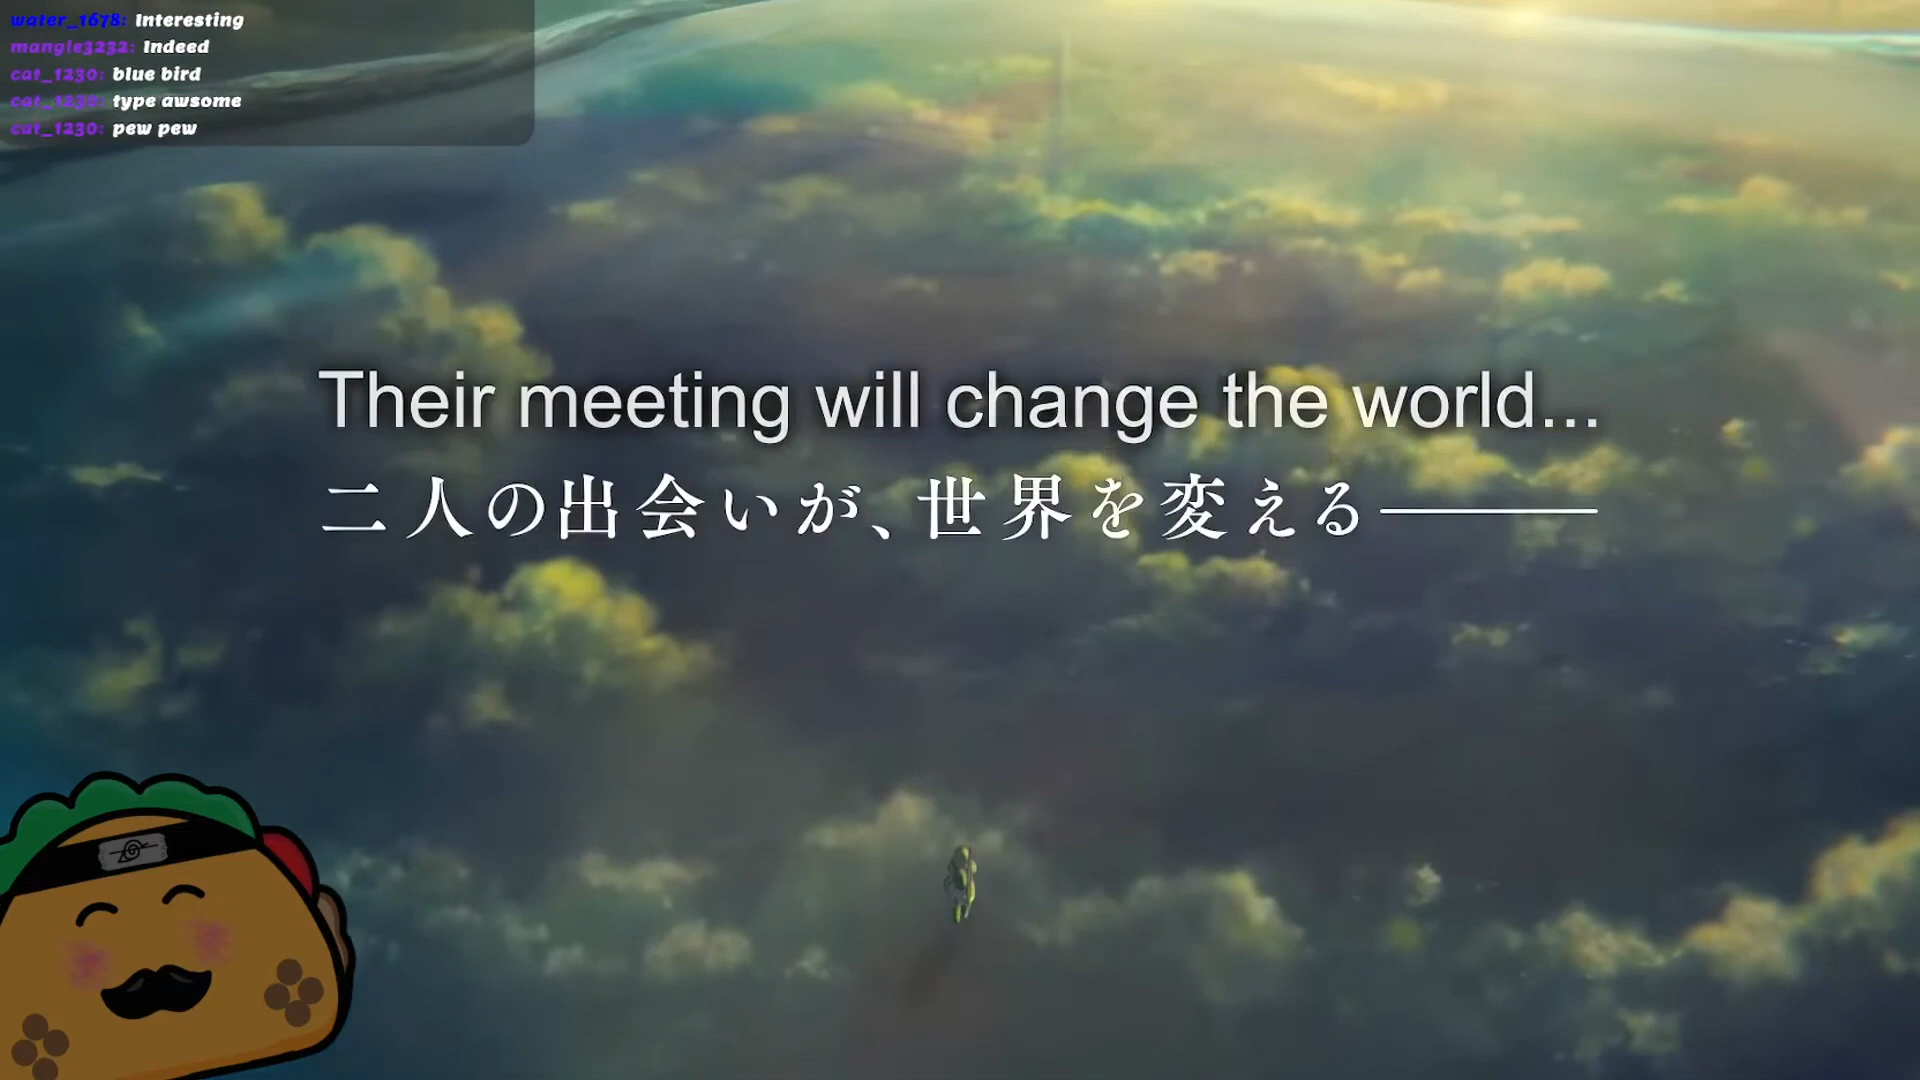 water_1678: Interesting
mangle3232: Indeed
cat_1230: blue bird
cat_1230: type awsome
cat_1230: pew pew
Their meeting will change the world...
二人の出会いが、世界を変える———